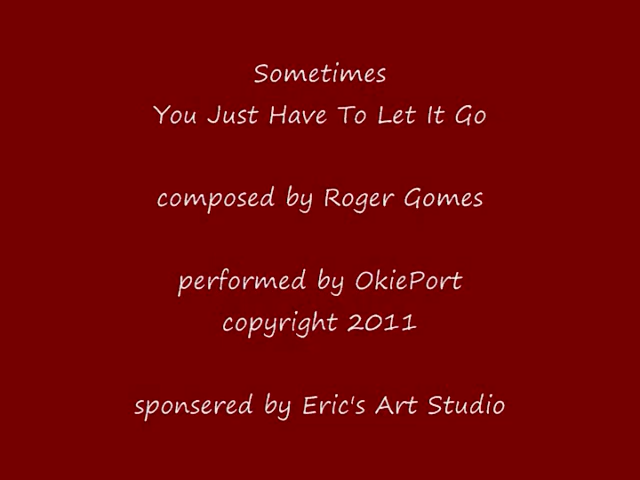 Sometimes
You Just Have To Let It Go
composed by Roger Gomes
performed by OkiePort
copyright 2011
sponsered by Eric's Art Studio